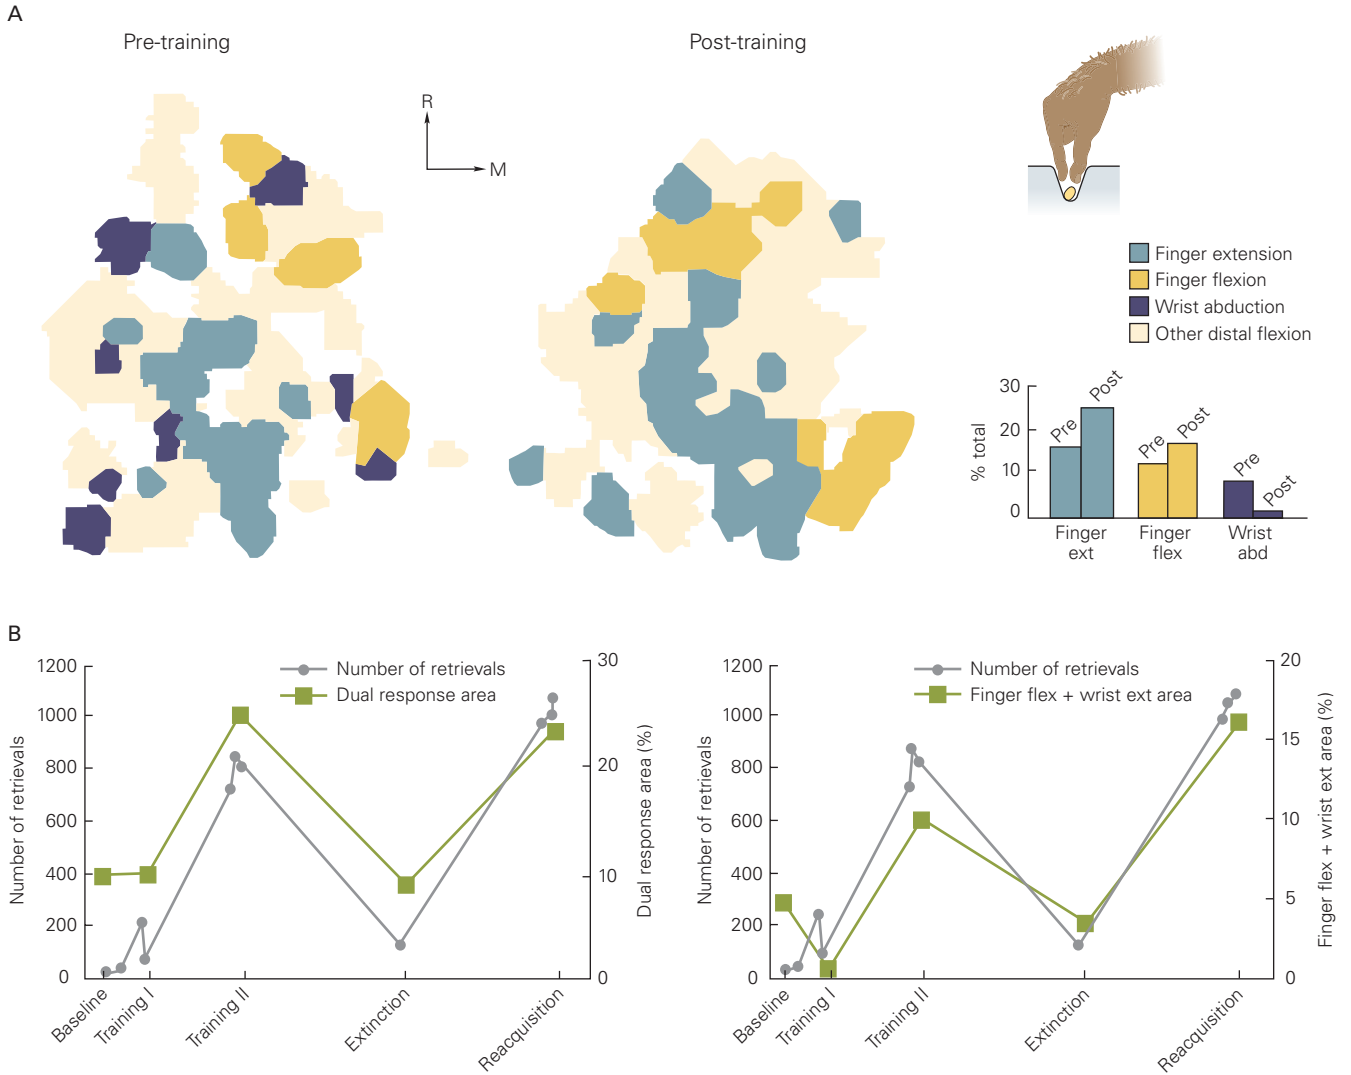 A
Pre-training
Post-training
R
M
Finger extension
Finger flexion
Wrist abduction
Other distal flexion
% total
30
20
10
0
Pre
Post
Pre
Post
Pre
Post
Finger
ext
Finger
flex
Wrist
abd
B
Number of retrievals
1200
1000
800
600
400
200
0
Number of retrievals
Dual response area
30
20
10
0
Dual response area (%)
Baseline
Training I
Training II
Extinction
Reacquisition
Number of retrievals
1200
1000
800
600
400
200
0
Number of retrievals
Finger flex + wrist ext area
20
15
10
5
0
Finger flex + wrist ext area (%)
Baseline
Training I
Training II
Extinction
Reacquisition